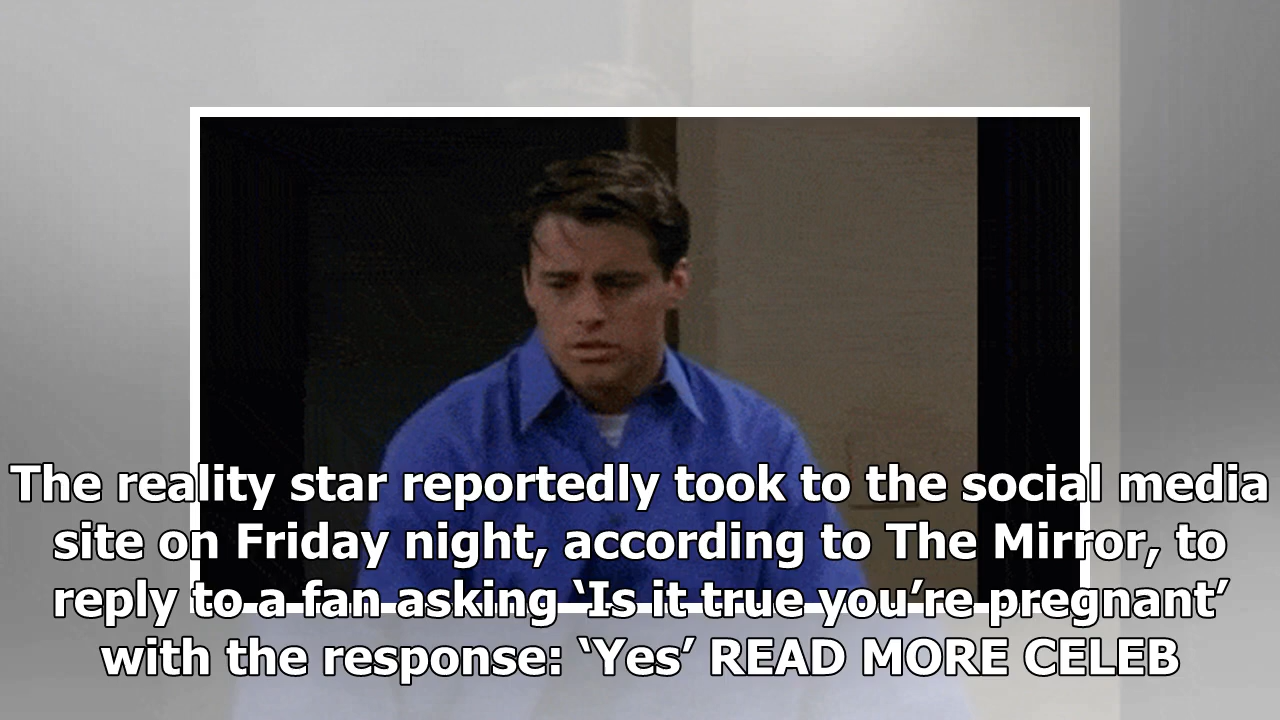 The reality star reportedly took to the social media
site on Friday night, according to The Mirror, to
reply to a fan asking ‘Is it true you’re pregnant’
with the response: ‘Yes’ READ MORE CELEB